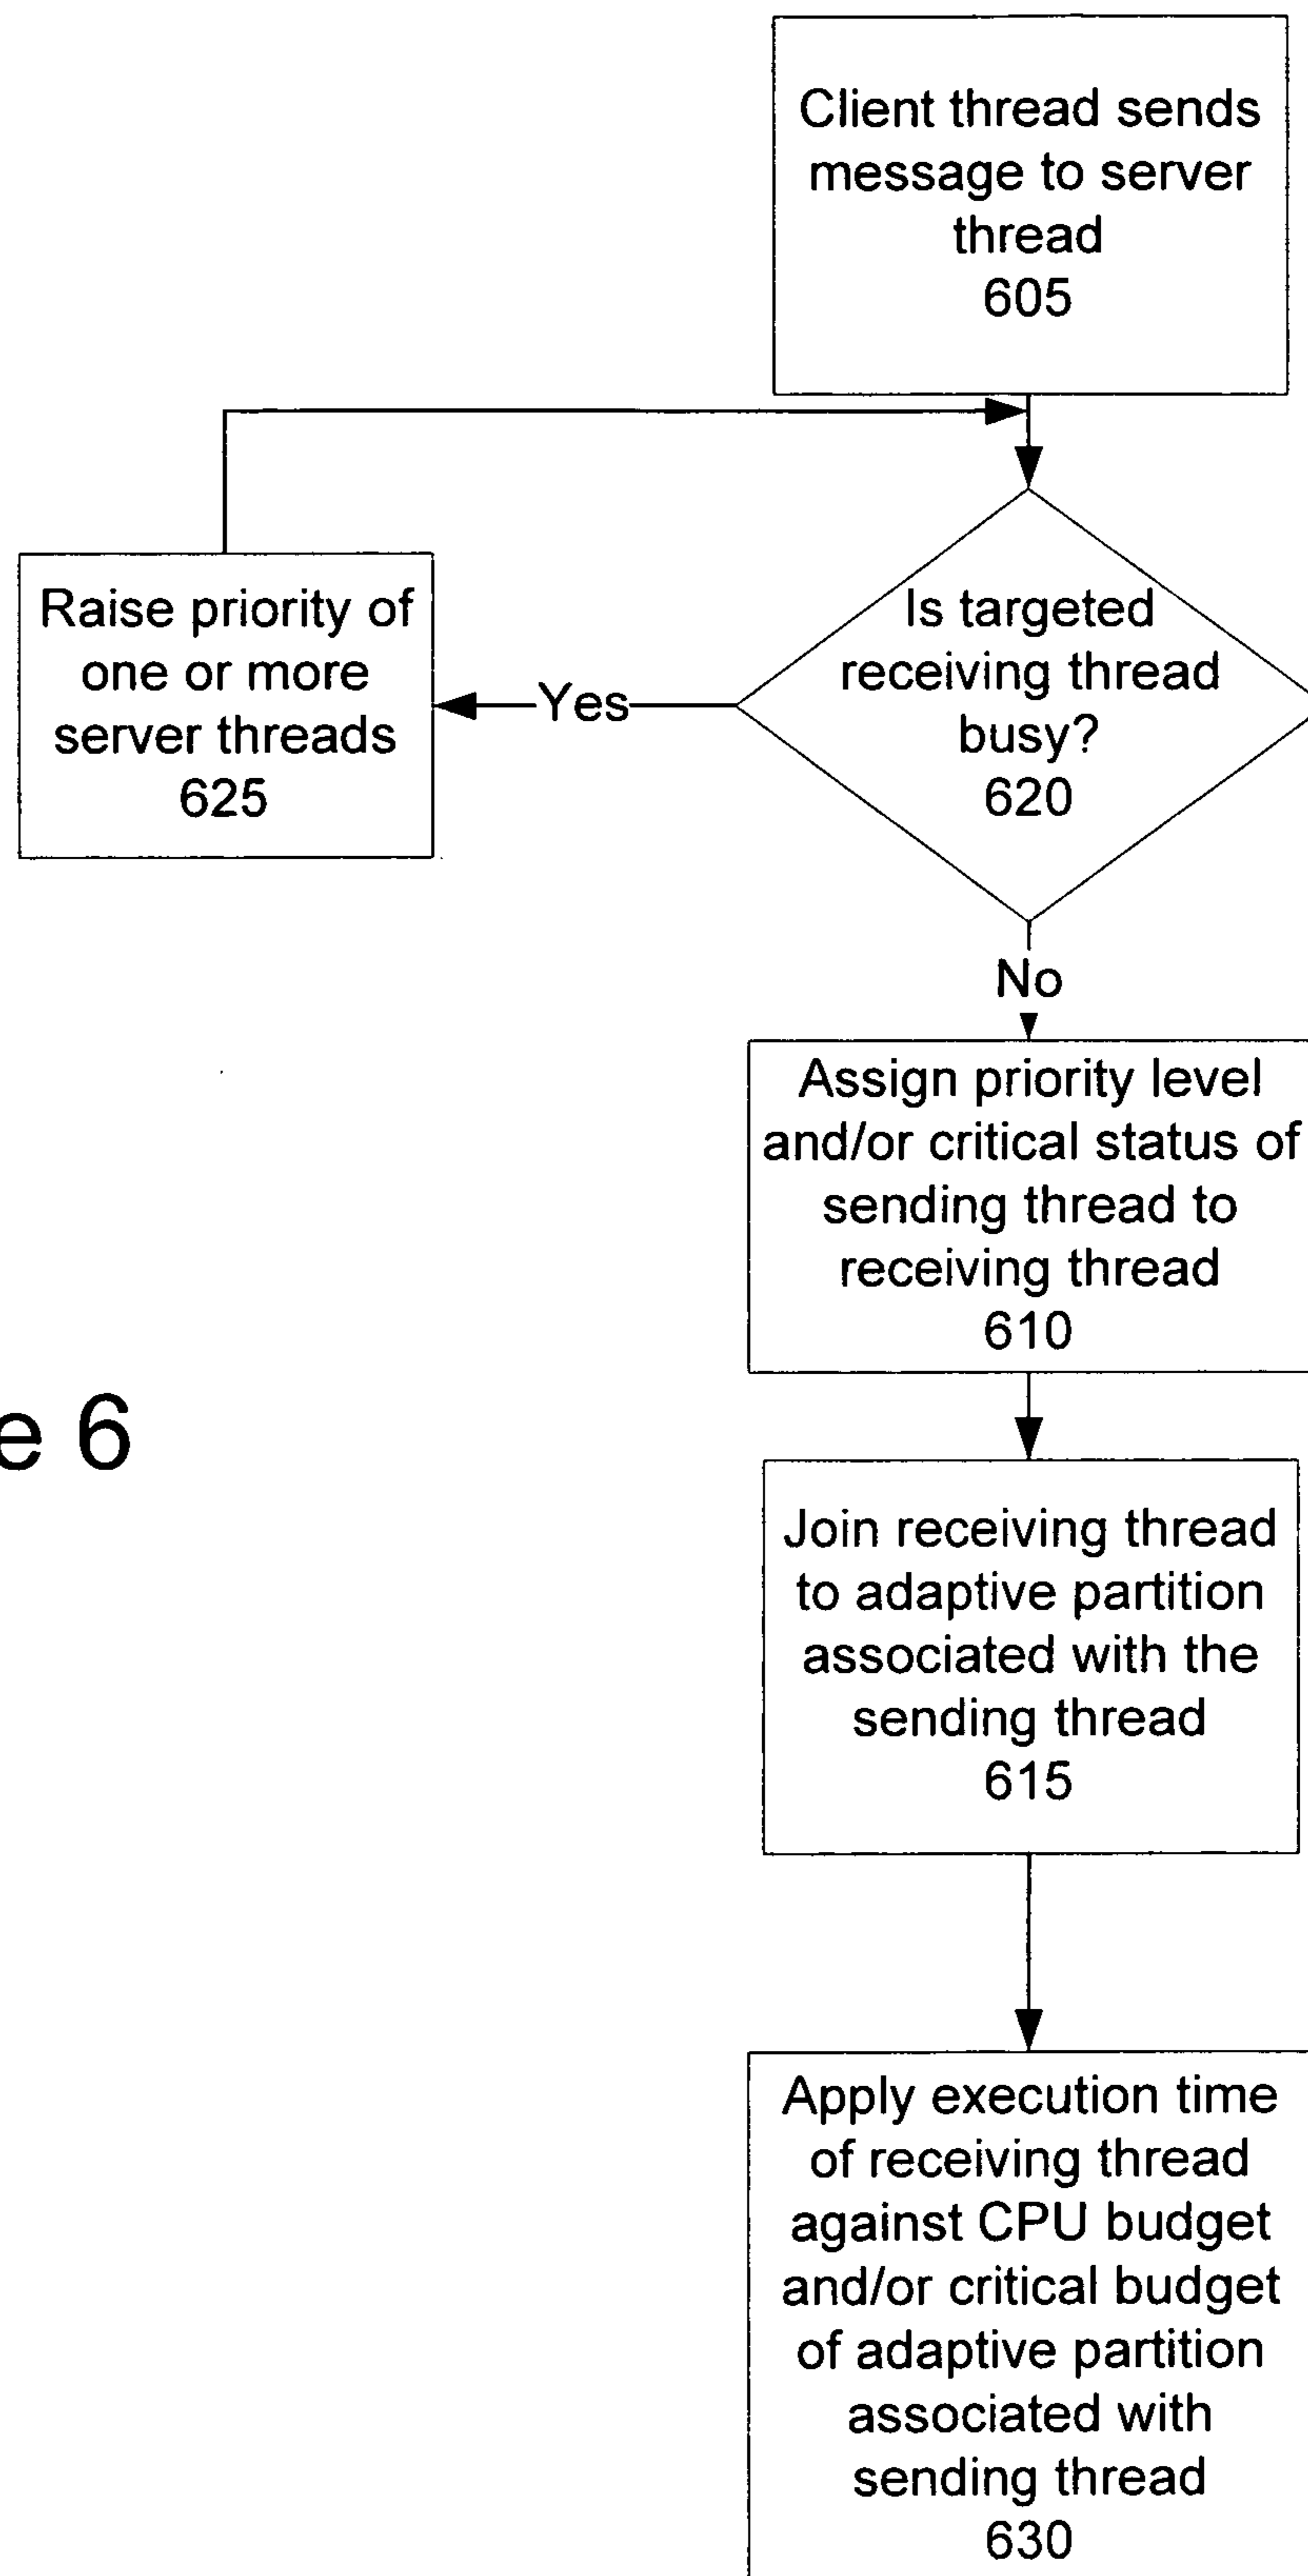 Client thread sends
message to server
thread
605
Raise priority of
one or more
server threads
625
Yes
Is targeted
receiving thread
busy?
620
No
Assign priority level
and/or critical status of
sending thread to
receiving thread
610
e 6
Join receiving thread
to adaptive partition
associated with the
sending thread
615
Apply execution time
of receiving thread
against CPU budget
and/or critical budget
of adaptive partition
associated with
sending thread
630